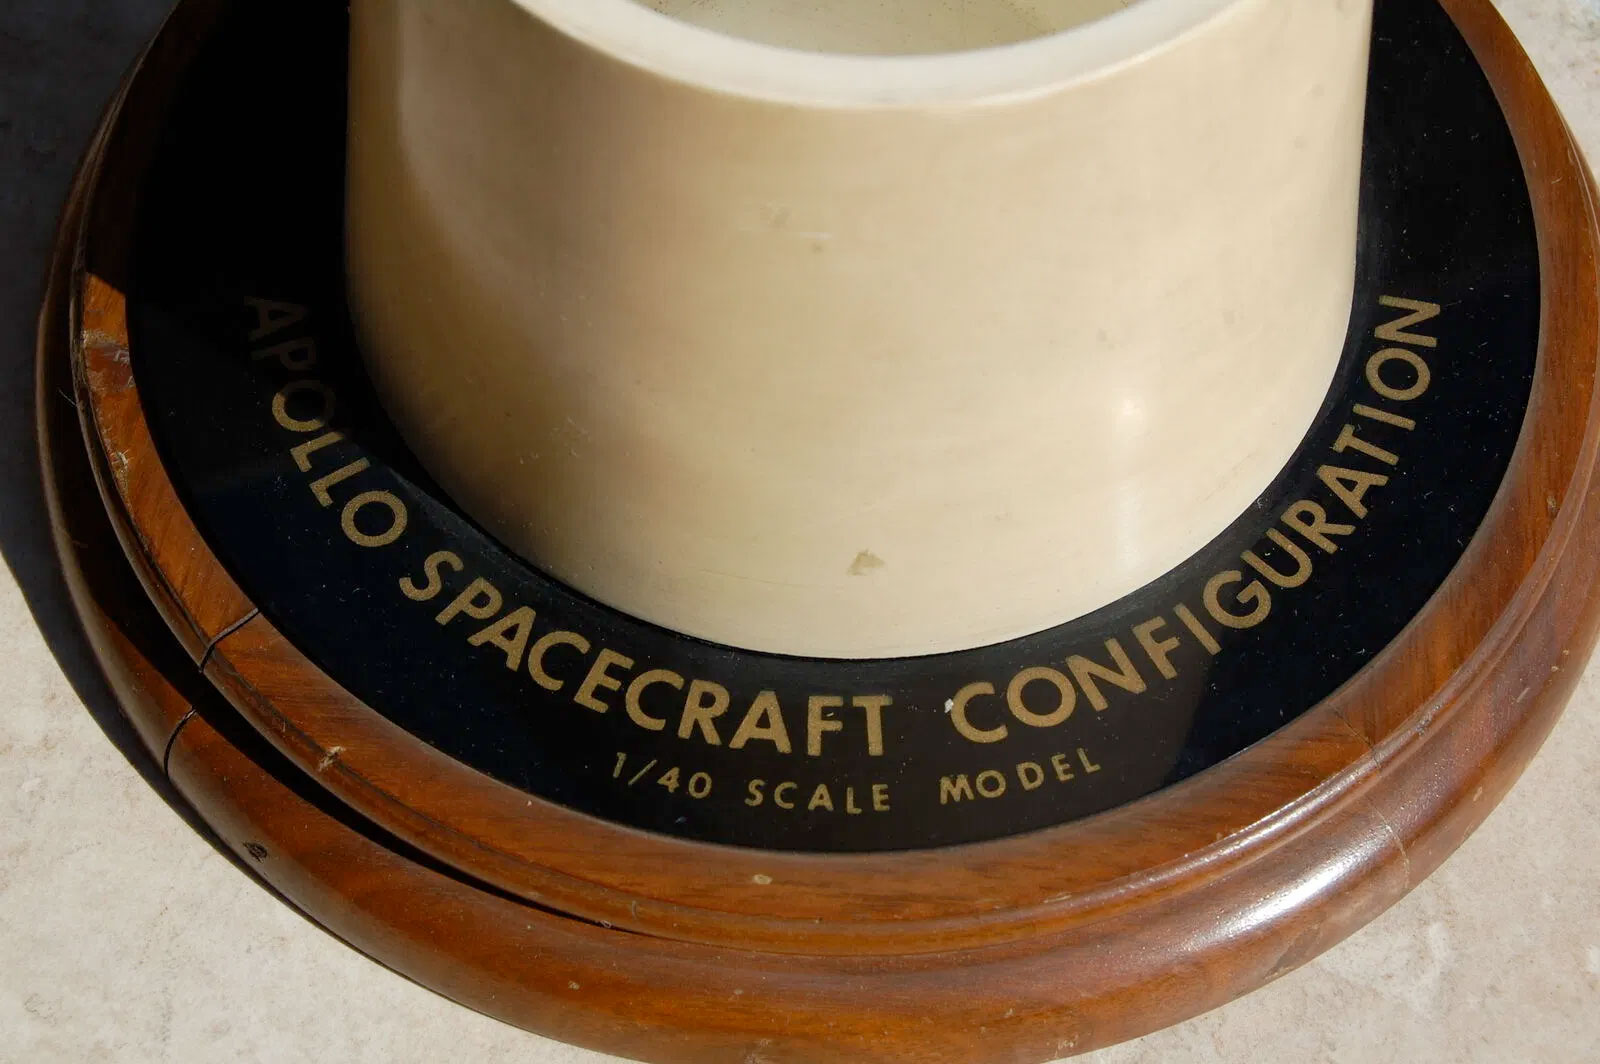 APOLLO SPACECRAFT CONFIGURATION
1/40 SCALE MODEL